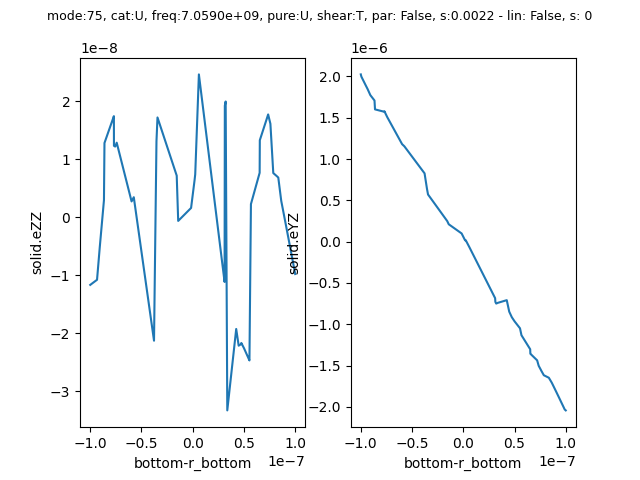 mode:75, cat:U, freq:7.0590e+09, pure:U, shear:T, par: False, s:0.0022 - lin: False, s: 0
1e−8
2
1
0
−1
−2
−3
solid.eZZ
−1.0
−0.5
0.0
0.5
1.0
bottom-r_bottom
1e−7
1e−6
2.0
1.5
1.0
0.5
0.0
−0.5
−1.0
−1.5
−2.0
solid.eYZ
−1.0
−0.5
0.0
0.5
1.0
bottom-r_bottom
1e−7